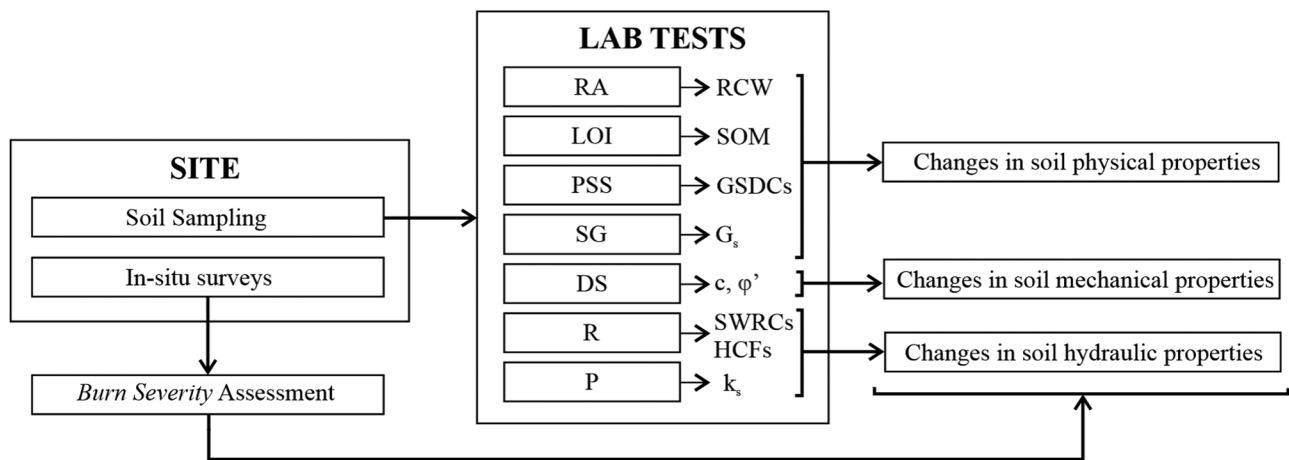 SITE
Soil Sampling
In-situ surveys
Burn Severity Assessment
LAB TESTS
RA
RCW
LOI
SOM
PSS
GSDCs
SG
Gs
DS
c, φ’
R
SWRCs
HCFs
P
ks
Changes in soil physical properties
Changes in soil mechanical properties
Changes in soil hydraulic properties